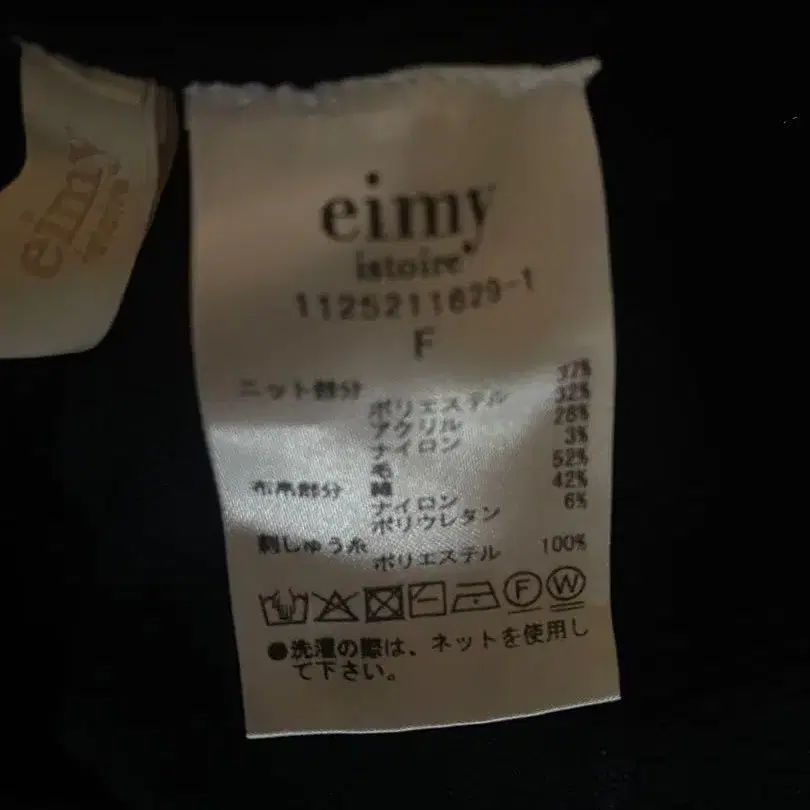 eimy
istoire
eimy
istoire
1125211629-1
F
ニット部分
ポリエステル 37%
アクリル 32%
ナイロン 28%
毛 3%
布帛部分 綿 52%
ナイロン 42%
ポリウレタン 6%
刺しゅう糸
ポリエステル 100%
F W
●洗濯の際は、ネットを使用し
て下さい。